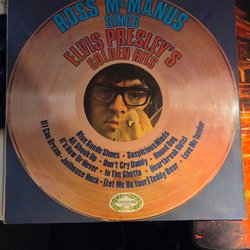 ROSS McMANUS
SINGS
ELVIS PRESLEY'S
GOLDEN HITS
Blue Suede Shoes · Suspicious Minds
All Shook Up · Don't Cry Daddy · Hound Dog
If I Can Dream · It's Now Or Never · In The Ghetto · Heartbreak Hotel · Love Me Tender
Jailhouse Rock · (Let Me Be Your) Teddy Bear
HALLMARK